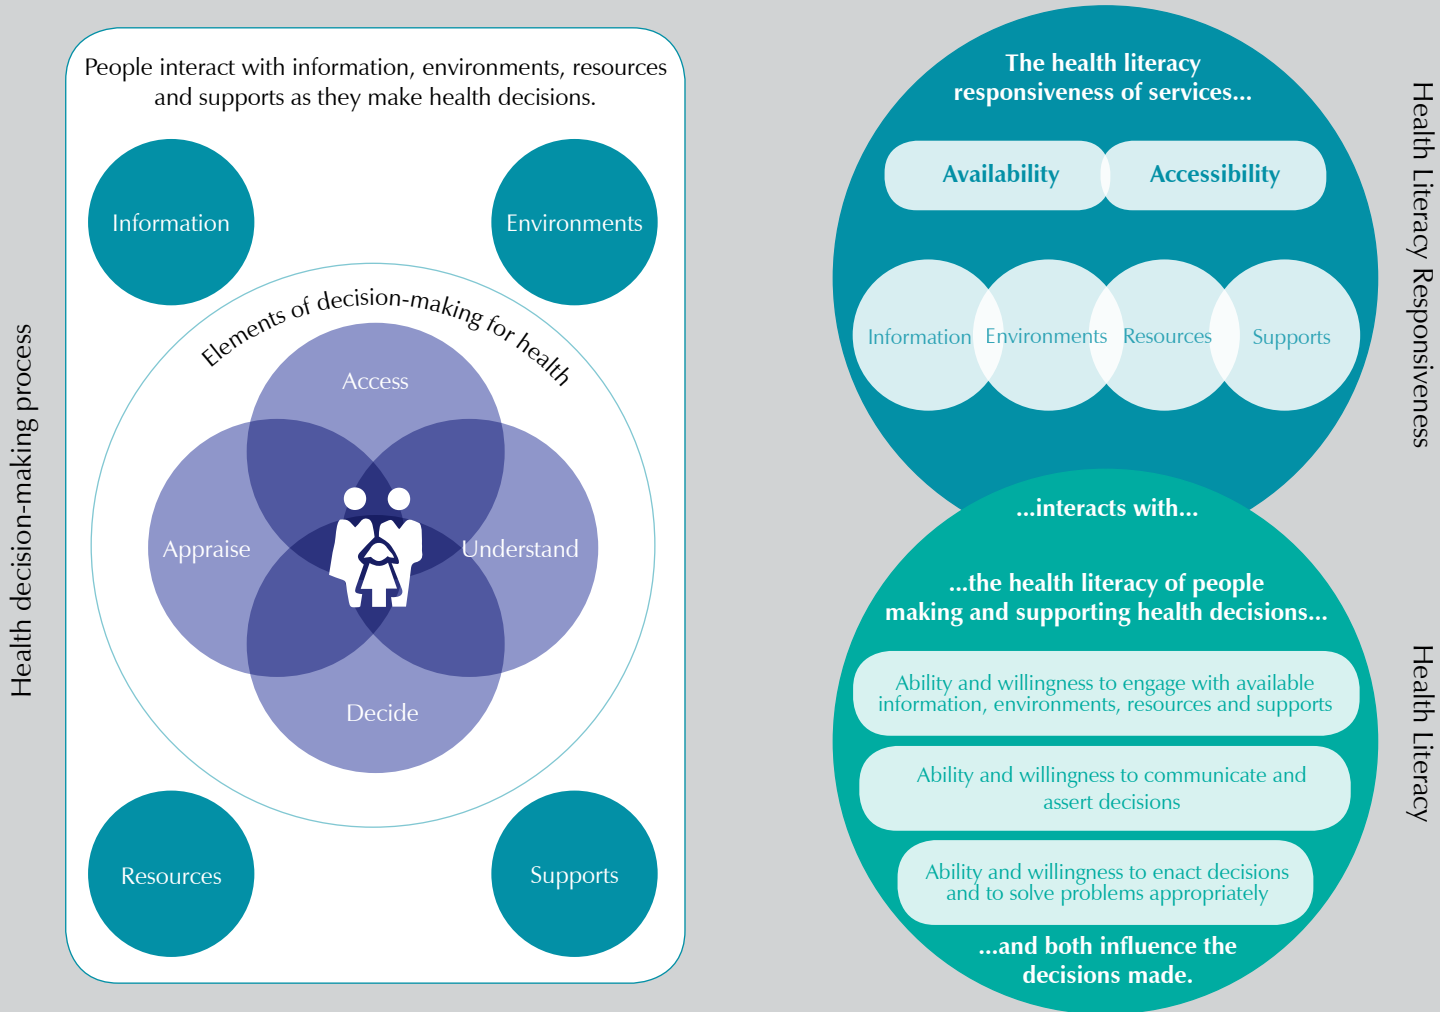 Health decision-making process
People interact with information, environments, resources
and supports as they make health decisions.
Information
Environments
Elements of decision-making for health
Access
Appraise
Understand
Decide
Resources
Supports
The health literacy
responsiveness of services...
Availability
Accessibility
Information
Environments
Resources
Supports
Health Literacy Responsiveness
...interacts with...
...the health literacy of people
making and supporting health decisions...
Ability and willingness to engage with available
information, environments, resources and supports
Ability and willingness to communicate and
assert decisions
Ability and willingness to enact decisions
and to solve problems appropriately
...and both influence the
decisions made.
Health Literacy